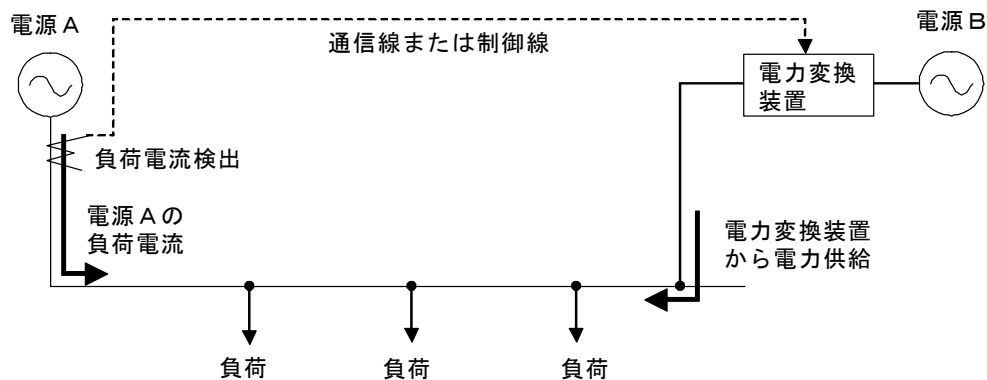 電源A
電源B
通信線または制御線
電力変換
装置
負荷電流検出
電源Aの
負荷電流
電力変換装置
から電力供給
負荷
負荷
負荷